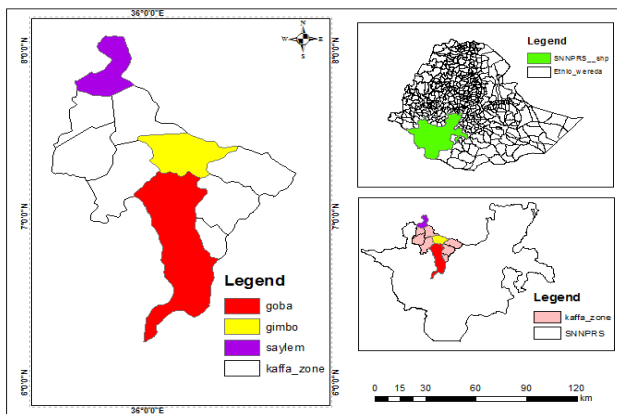 36°0'0"E
8°0'0"N
7°0'0"N
6°0'0"N
N
W E
S
Legend
goba
gimbo
saylem
kaffa_zone
36°0'0"E
8°0'0"N
7°0'0"N
6°0'0"N
Legend
SNNPRS__shp
Ethio_wereda
Legend
kaffa_zone
SNNPRS
0 15 30 60 90 120
km